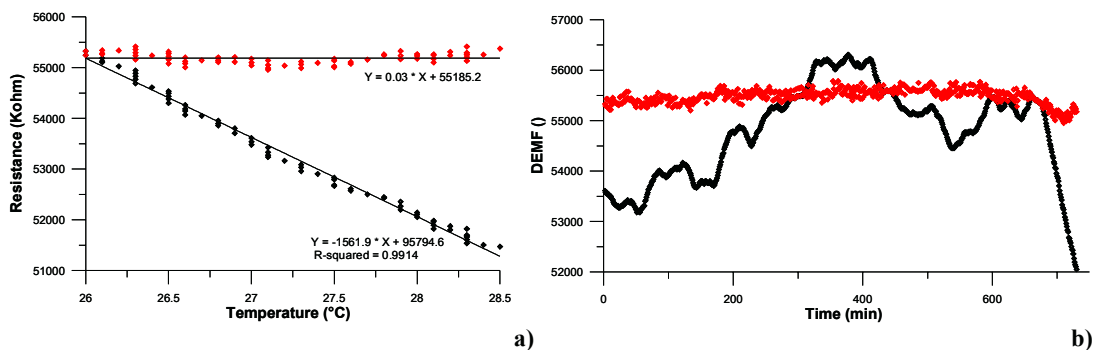 56000
55000
54000
53000
52000
51000
Resistance (Kohm)
Y = 0.03 * X + 55185.2
Y = -1561.9 * X + 95794.6
R-squared = 0.9914
26 26.5 27 27.5 28 28.5
Temperature (°C)
a)
57000
56000
55000
54000
53000
52000
DEMF ()
0 200 400 600
Time (min)
b)